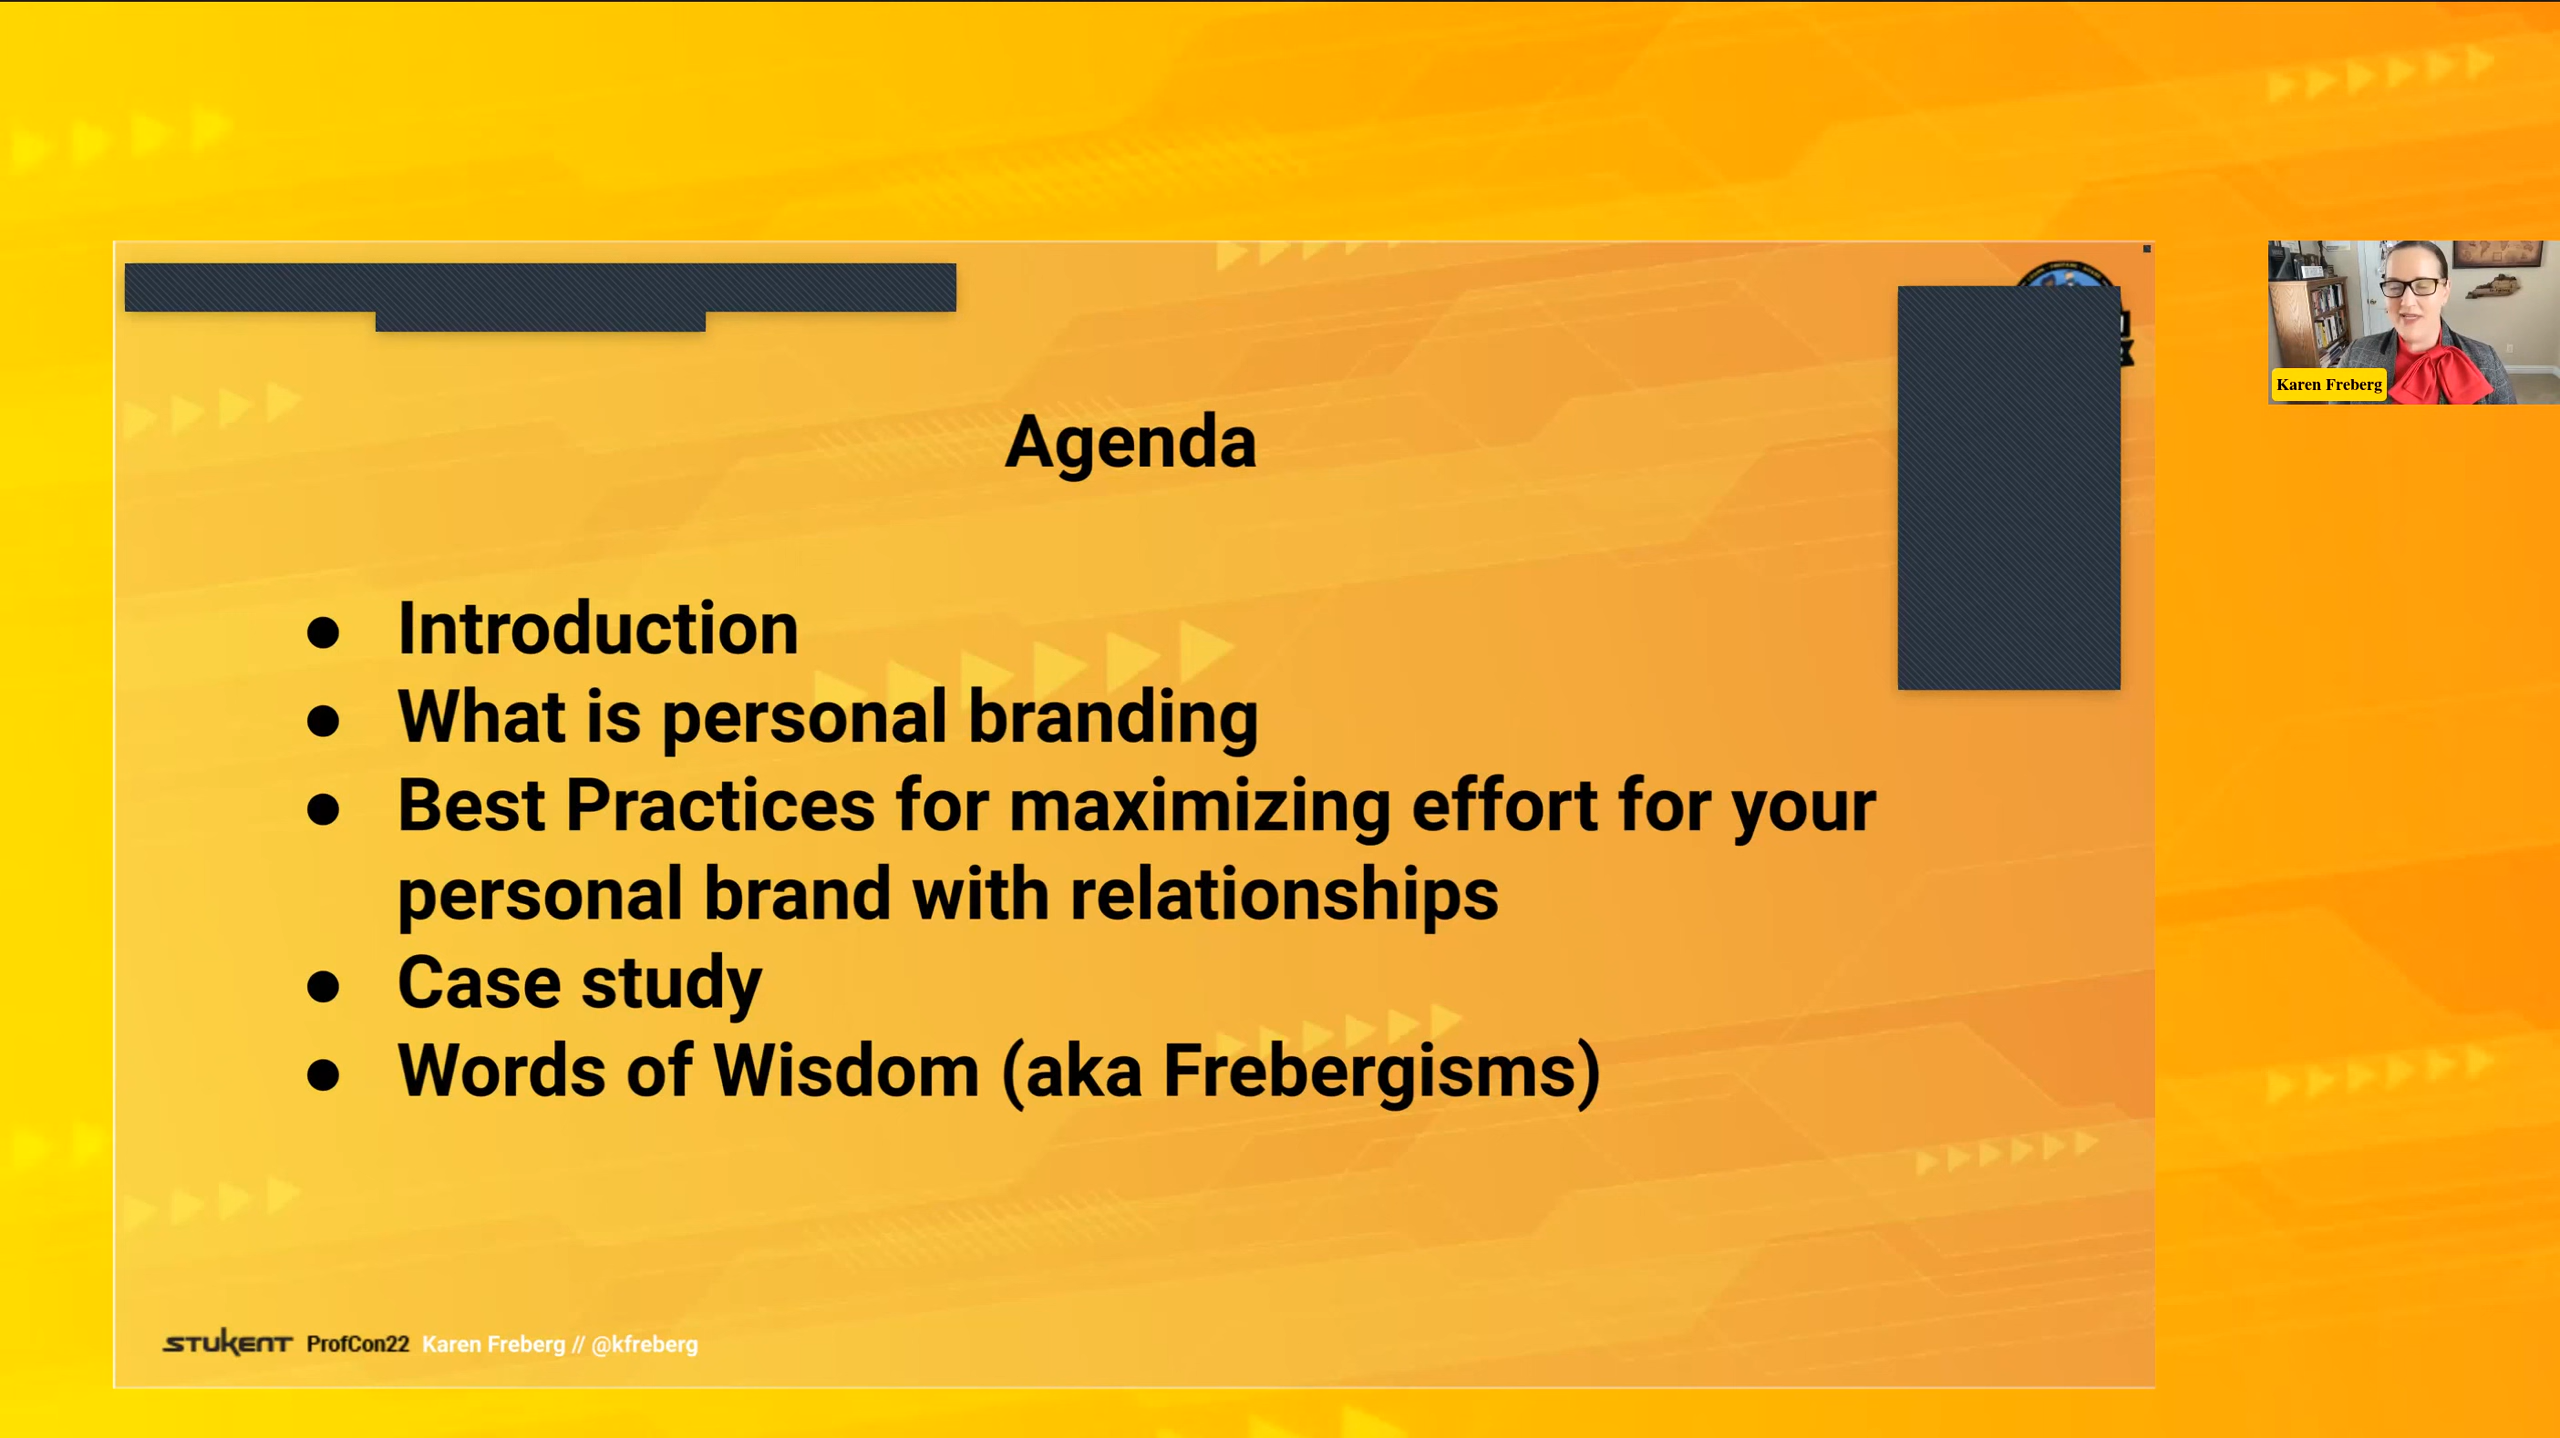 Agenda
● Introduction
● What is personal branding
● Best Practices for maximizing effort for your
personal brand with relationships
● Case study
● Words of Wisdom (aka Frebergisms)
STUKENT ProfCon22 Karen Freberg // @kfreberg
Karen Freberg